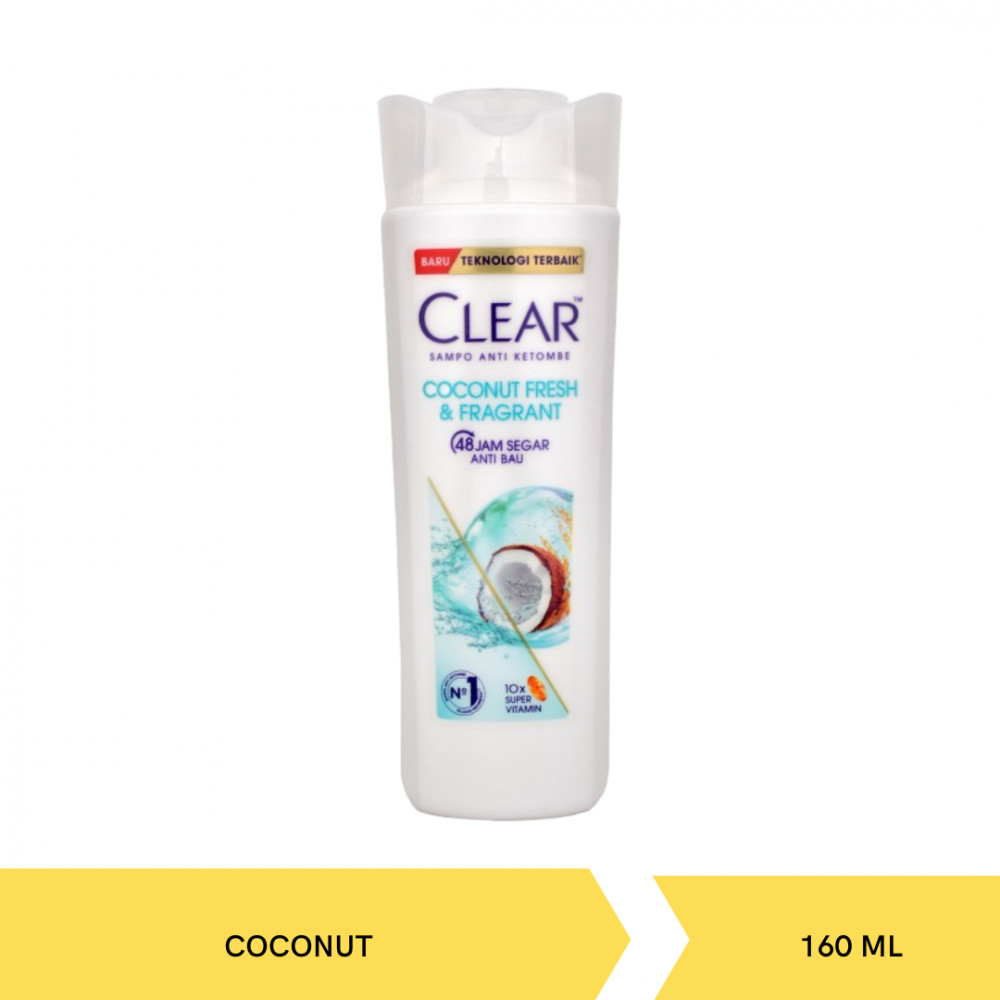 BARU TEKNOLOGI TERBAIK
CLEAR™
SAMPO ANTI KETOMBE
COCONUT FRESH
& FRAGRANT
48 JAM SEGAR
ANTI BAU
Nº1
10x
SUPER
VITAMIN
COCONUT
160 ML